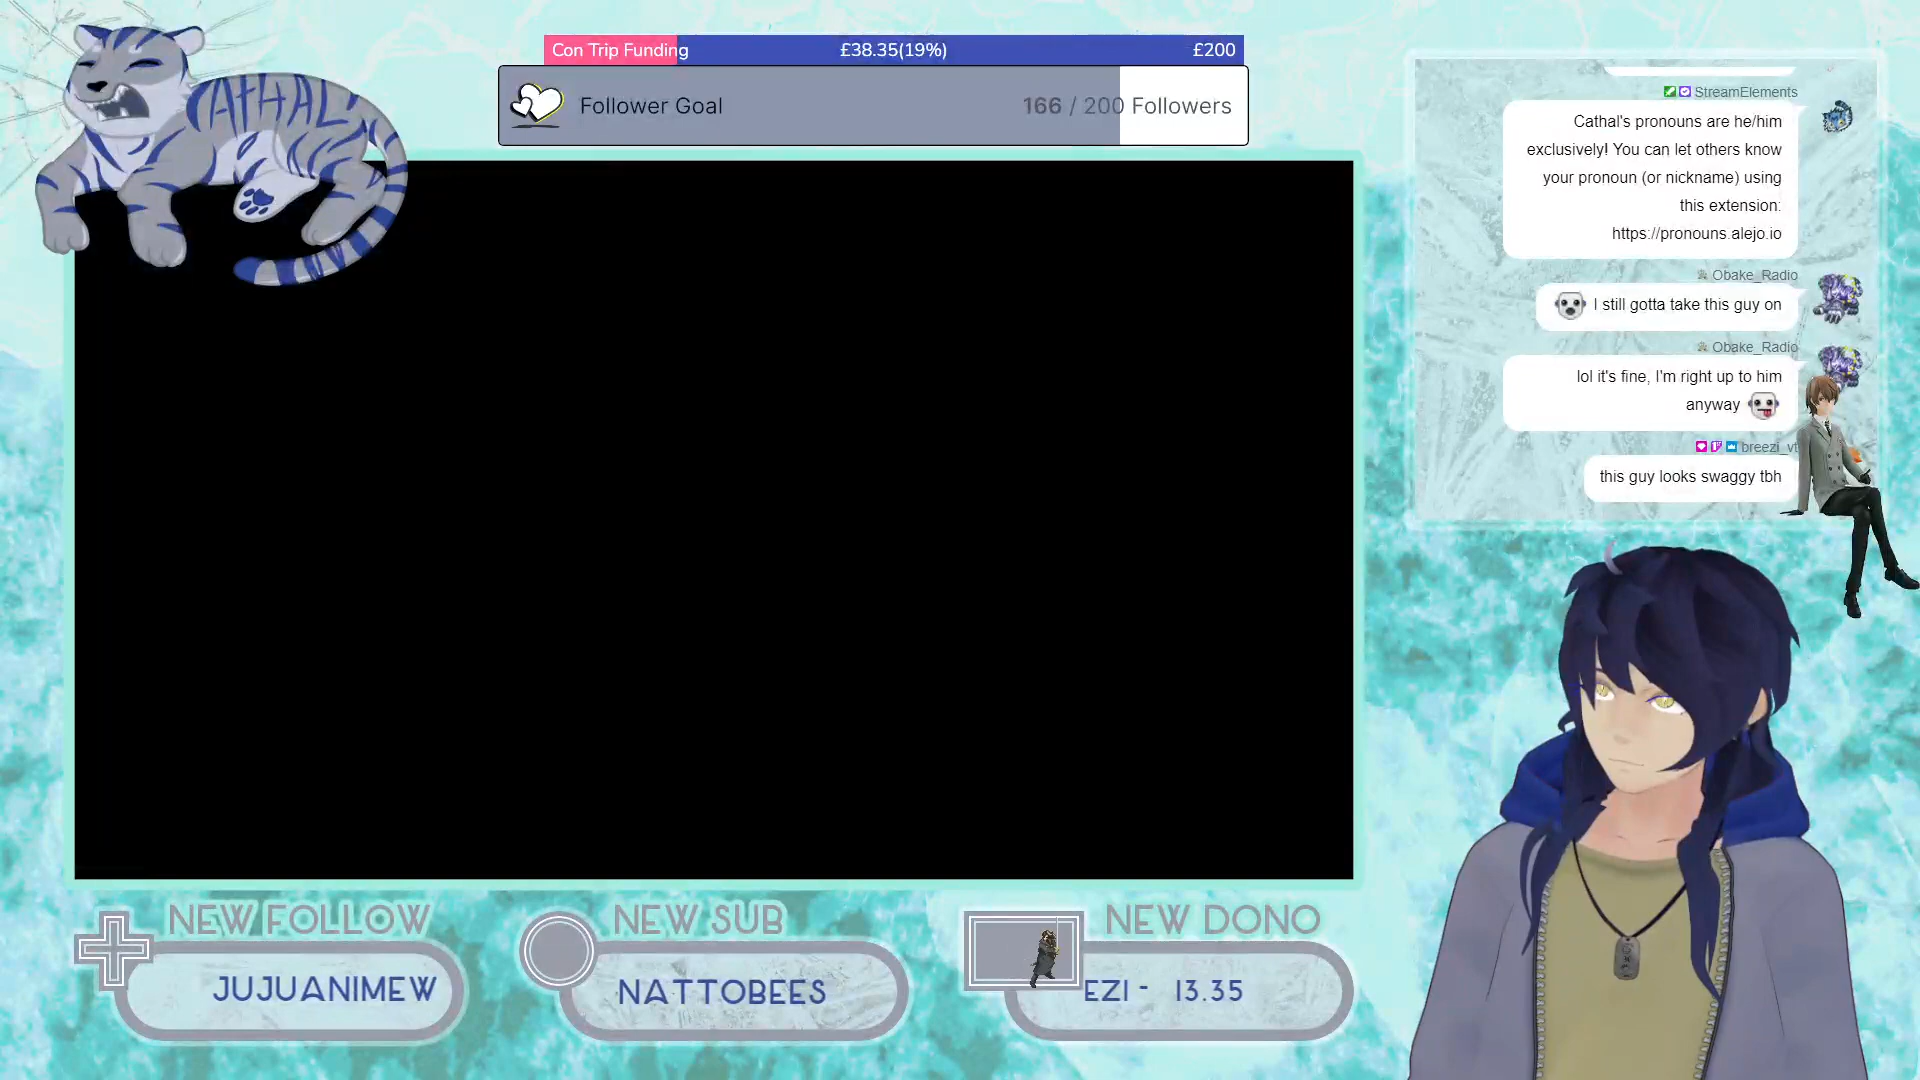 CATHAL
Con Trip Funding £38.35(19%) £200
Follower Goal 166 / 200 Followers
StreamElements
Cathal's pronouns are he/him
exclusively! You can let others know
your pronoun (or nickname) using
this extension:
https://pronouns.alejo.io
Obake_Radio
I still gotta take this guy on
Obake_Radio
lol it's fine, I'm right up to him
anyway
breezi_vt
this guy looks swaggy tbh
NEW FOLLOW
JUJUANIMEW
NEW SUB
NATTOBEES
NEW DONO
EZI - 13.35